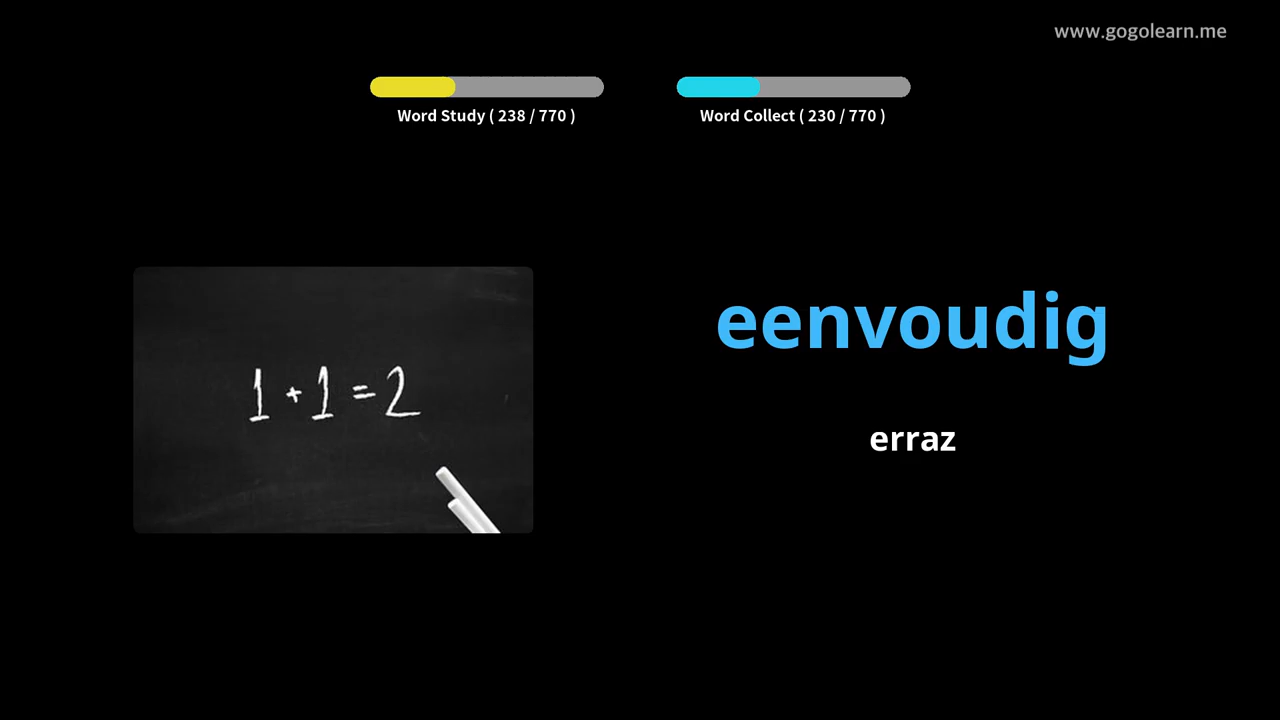 www.gogolearn.me
Word Study ( 238 / 770 )
Word Collect ( 230 / 770 )
1 + 1 = 2
eenvoudig
erraz